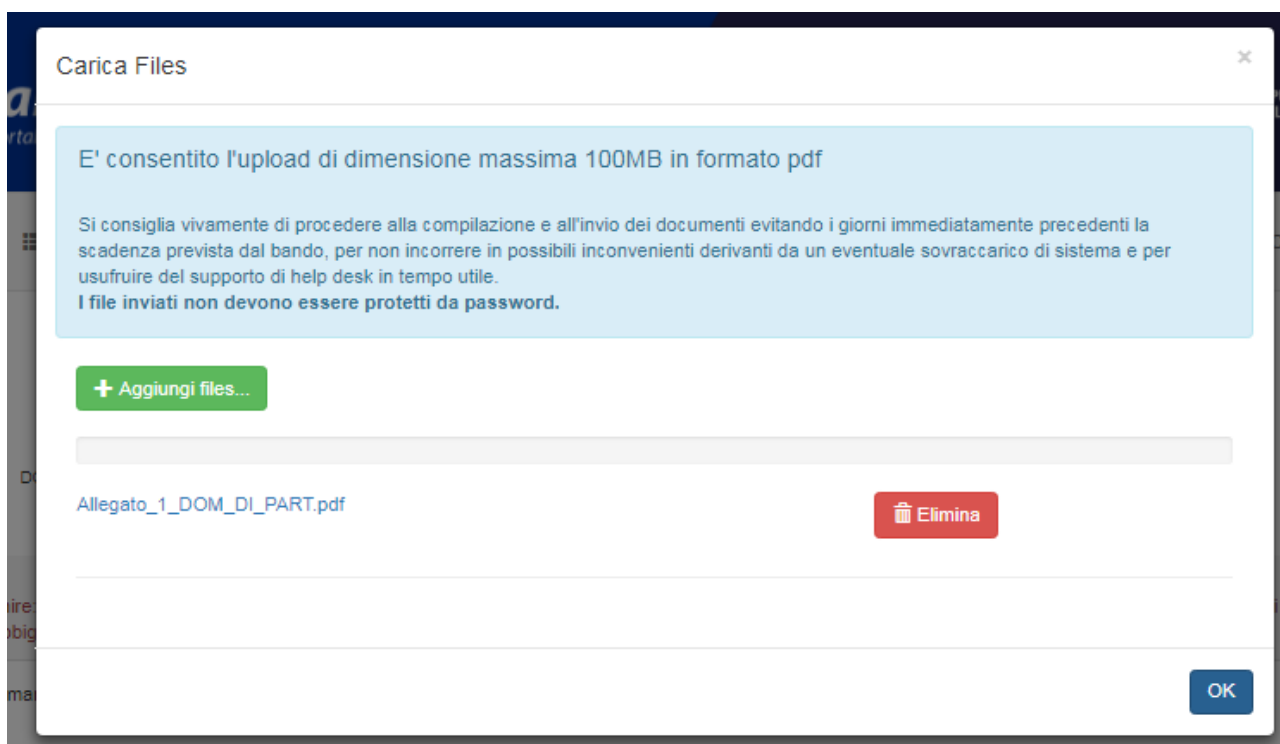 Carica Files
×
E' consentito l'upload di dimensione massima 100MB in formato pdf
Si consiglia vivamente di procedere alla compilazione e all'invio dei documenti evitando i giorni immediatamente precedenti la
scadenza prevista dal bando, per non incorrere in possibili inconvenienti derivanti da un eventuale sovraccarico di sistema e per
usufruire del supporto di help desk in tempo utile.
I file inviati non devono essere protetti da password.
+ Aggiungi files...
Allegato_1_DOM_DI_PART.pdf
Elimina
OK